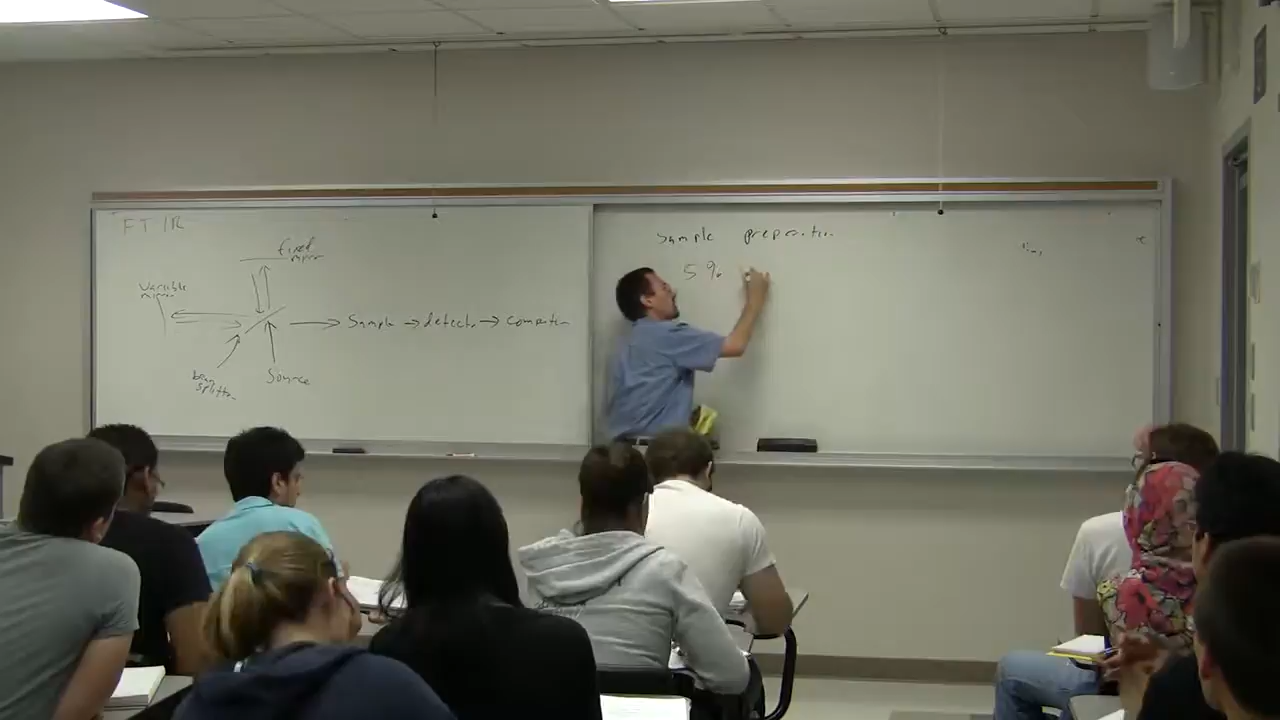 FT IR
fixed
mirror
Variable
mirror
Sample → detector → computer
beam
splitter
Source
Sample preparation
5 %